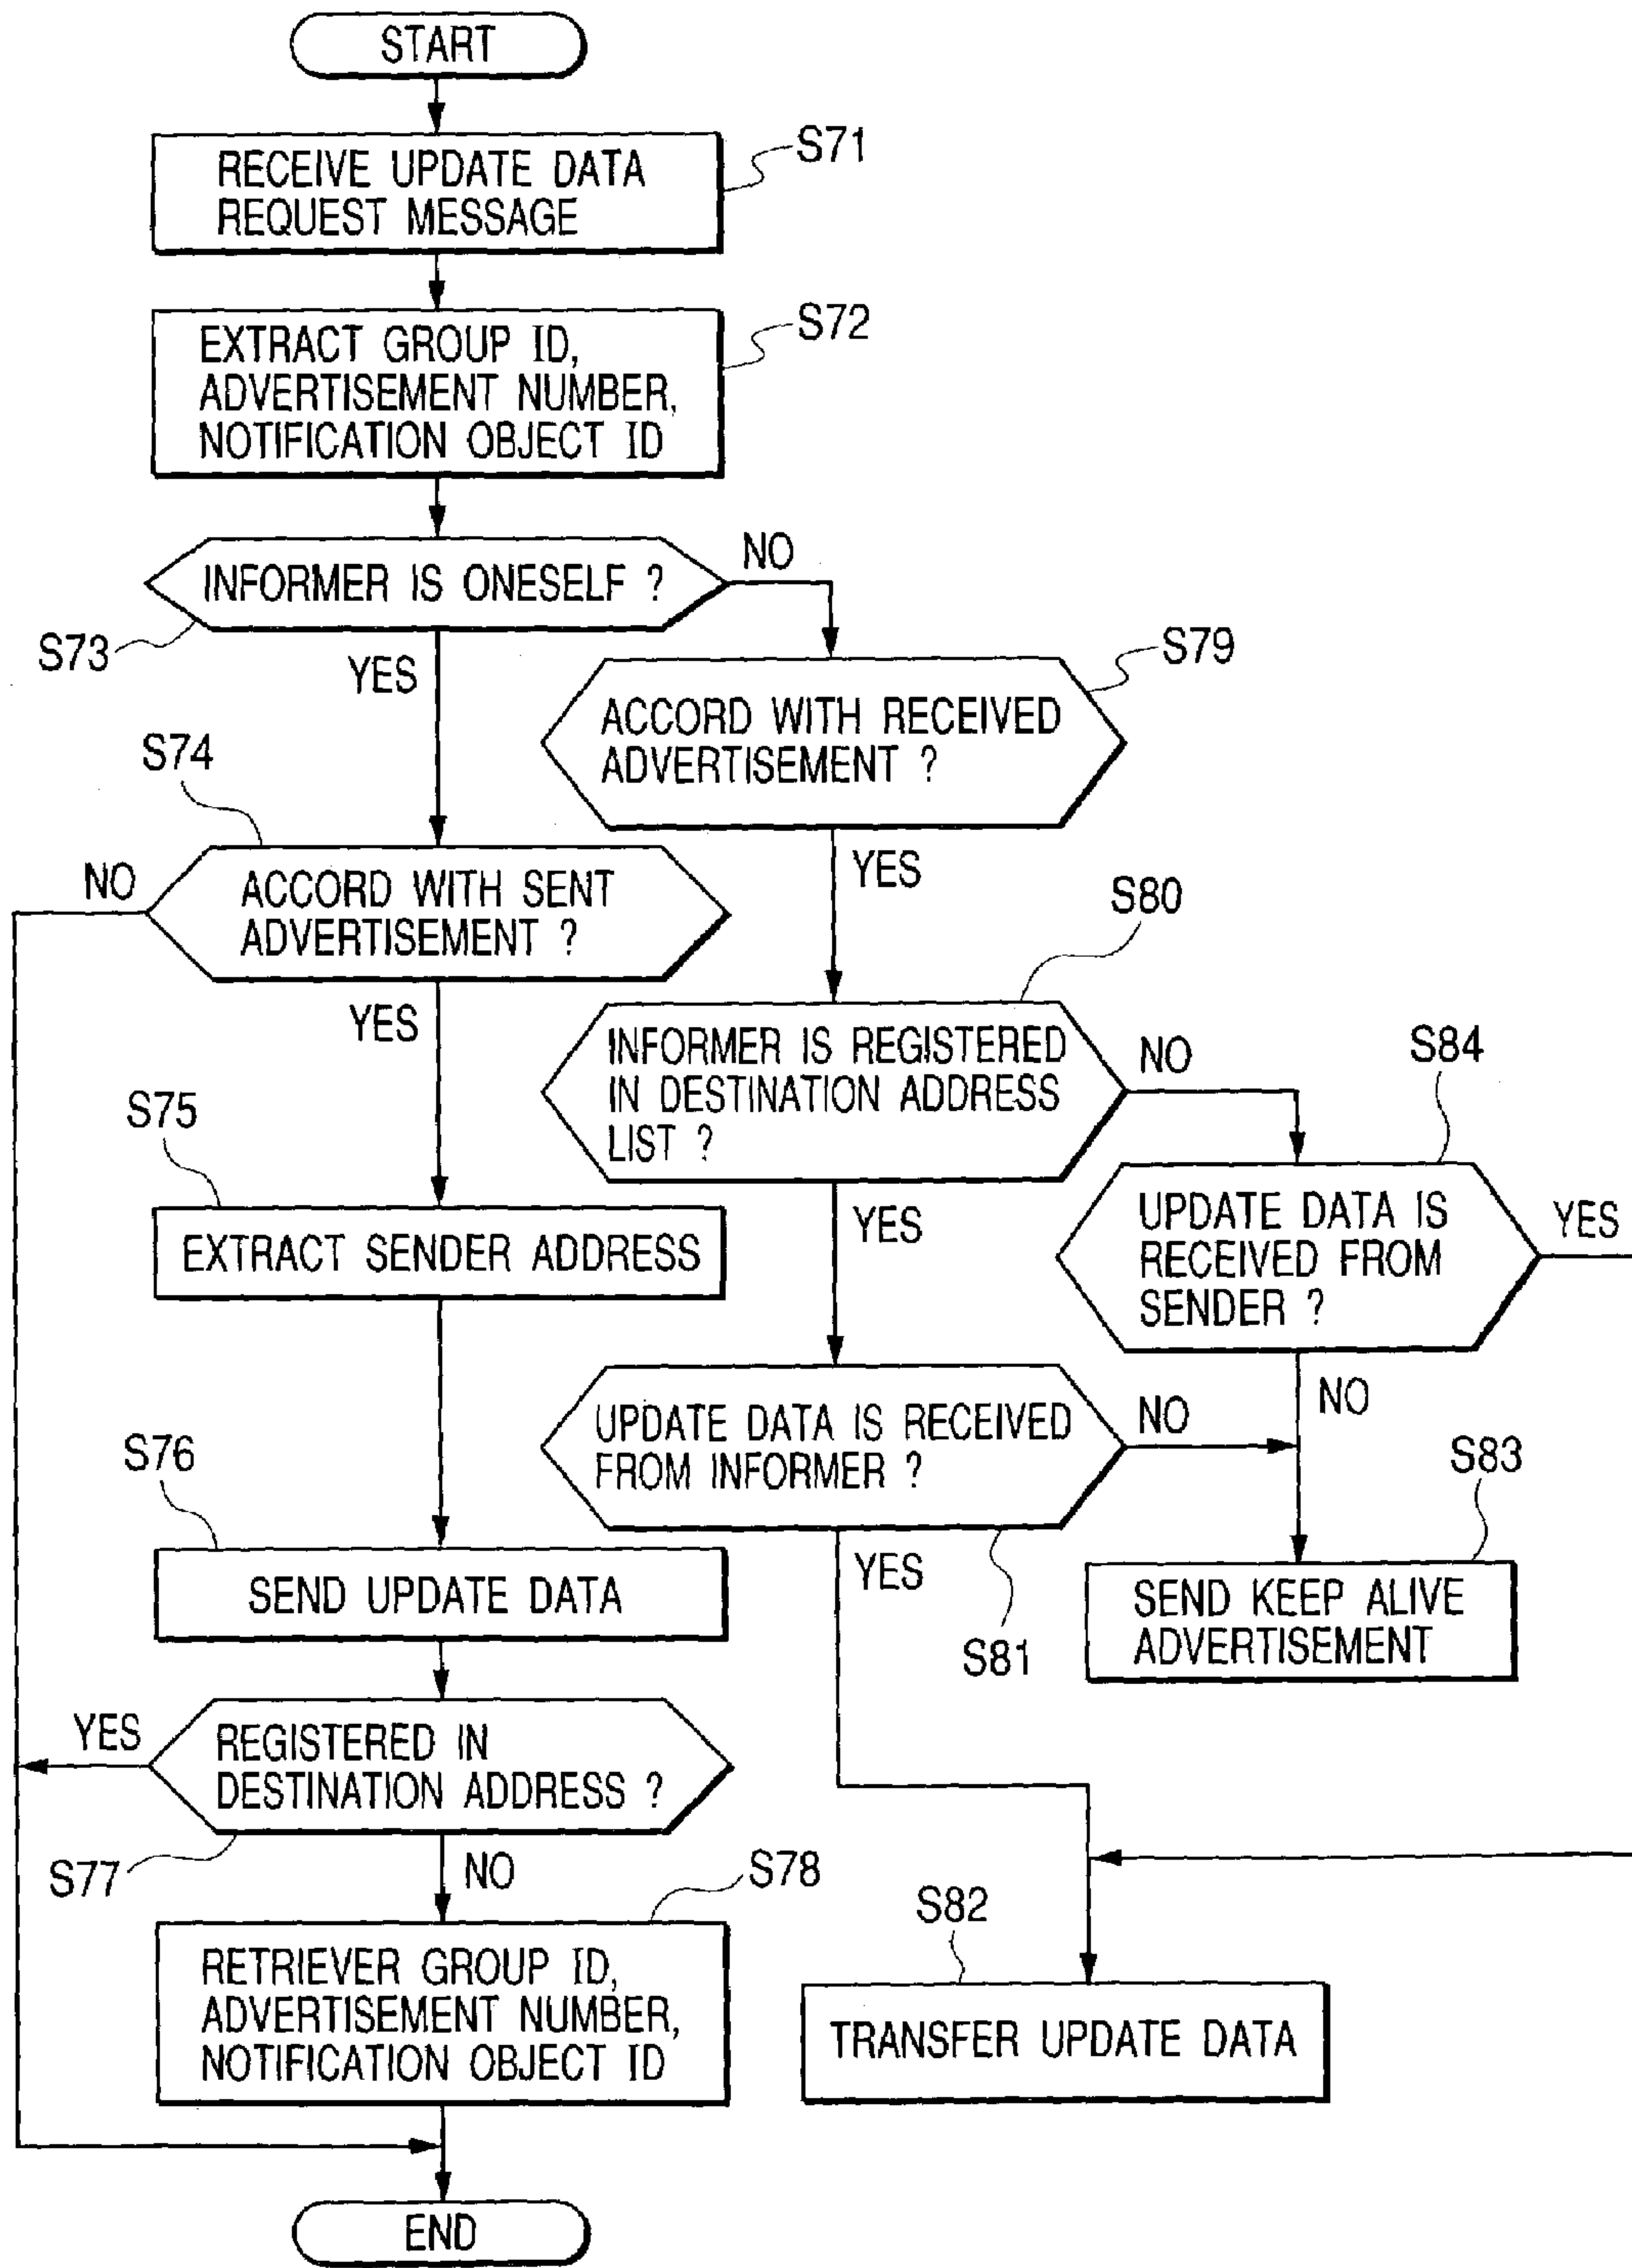 START
RECEIVE UPDATE DATA
REQUEST MESSAGE
S71
EXTRACT GROUP ID,
ADVERTISEMENT NUMBER,
NOTIFICATION OBJECT ID
S72
INFORMER IS ONESELF ?
NO
S73
YES
ACCORD WITH RECEIVED
ADVERTISEMENT ?
S79
YES
S74
NO
ACCORD WITH SENT
ADVERTISEMENT ?
YES
S80
INFORMER IS REGISTERED
IN DESTINATION ADDRESS
LIST ?
NO
YES
S84
UPDATE DATA IS
RECEIVED FROM
SENDER ?
YES
NO
S75
EXTRACT SENDER ADDRESS
UPDATE DATA IS RECEIVED
FROM INFORMER ?
NO
YES
S81
S76
SEND UPDATE DATA
S83
SEND KEEP ALIVE
ADVERTISEMENT
YES
REGISTERED IN
DESTINATION ADDRESS ?
S77
NO
S78
RETRIEVER GROUP ID,
ADVERTISEMENT NUMBER,
NOTIFICATION OBJECT ID
S82
TRANSFER UPDATE DATA
END